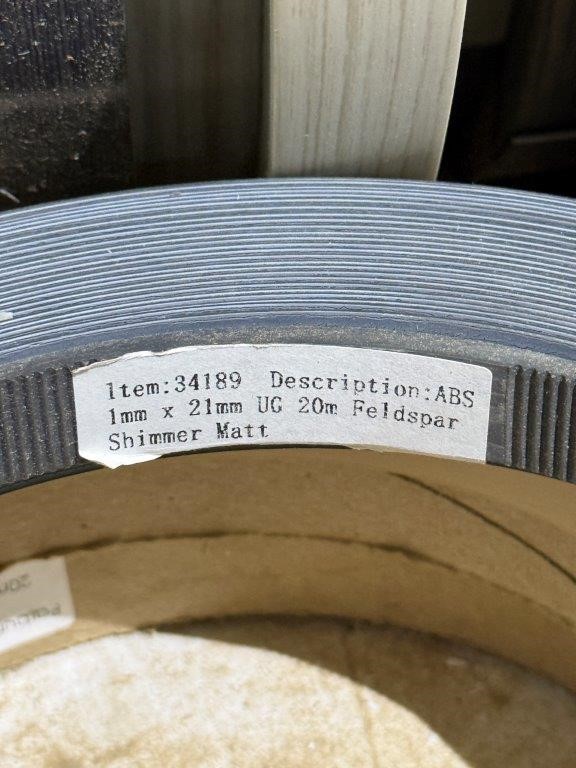 Item:34189 Description:ABS
1mm x 21mm UG 20m Feldspar
Shimmer Matt